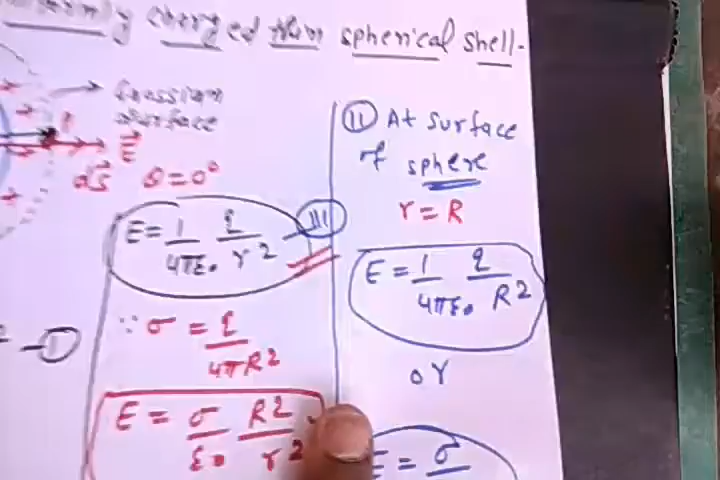 charged thin spherical shell-
Gaussian
surface
E
ds θ=0°
E = 1/4πε₀ q/r² - III
- I
∵ σ = q/4πR²
E = σ/ε₀ R²/r²
II At surface
of sphere
r = R
E = 1/4πε₀ q/R²
or
E = σ